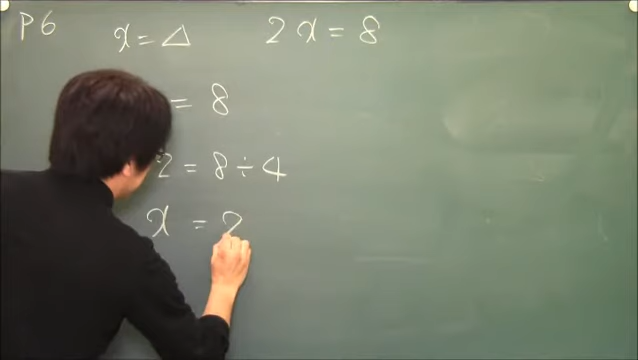 P6 x=△ 2x=8
= 8
2 = 8÷4
x = 2